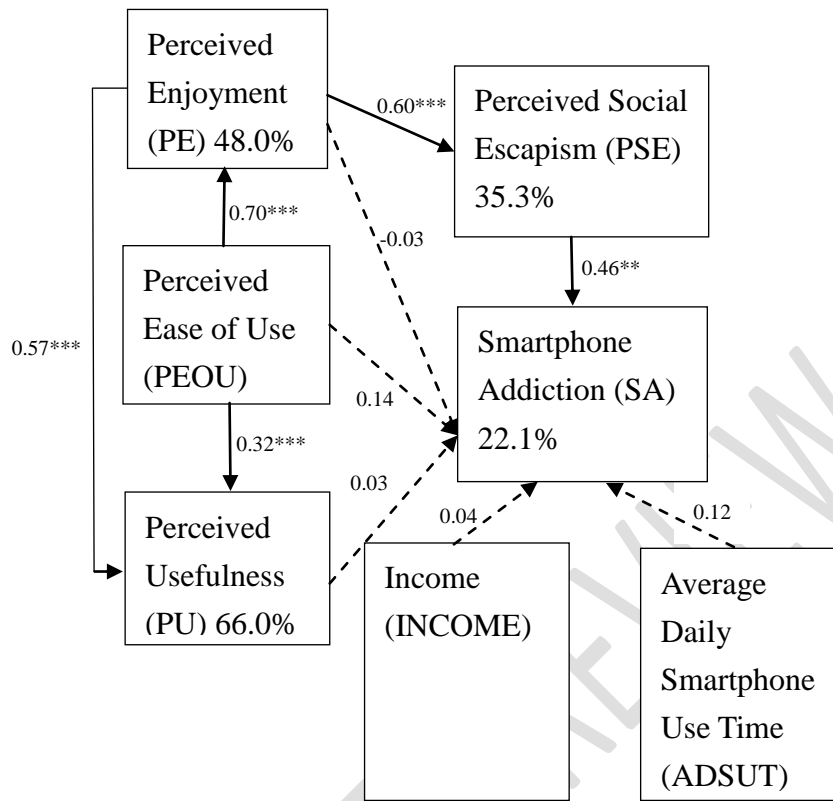 Perceived
Enjoyment
(PE) 48.0%
0.60***
Perceived Social
Escapism (PSE)
35.3%
0.70***
-0.03
0.46**
Perceived
Ease of Use
(PEOU)
0.57***
0.14
Smartphone
Addiction (SA)
22.1%
0.32***
0.03
0.04
0.12
Perceived
Usefulness
(PU) 66.0%
Income
(INCOME)
Average
Daily
Smartphone
Use Time
(ADSUT)